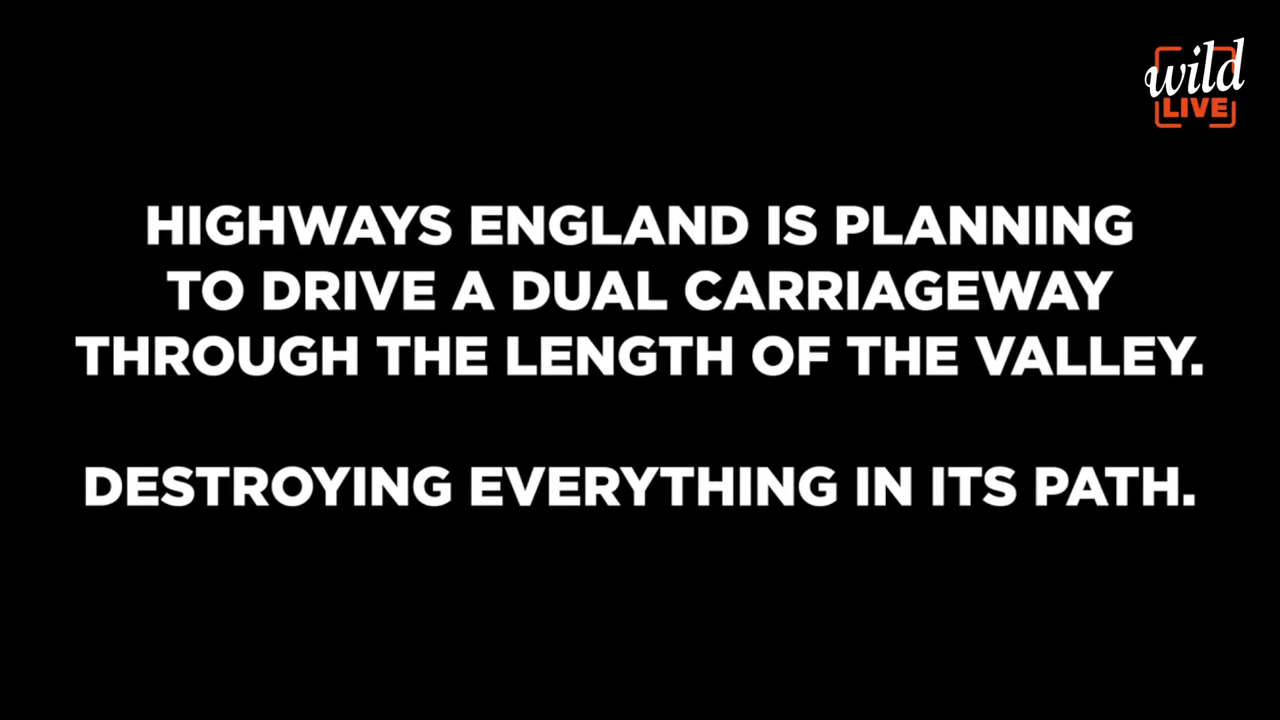 wild
LIVE
HIGHWAYS ENGLAND IS PLANNING
TO DRIVE A DUAL CARRIAGEWAY
THROUGH THE LENGTH OF THE VALLEY.
DESTROYING EVERYTHING IN ITS PATH.